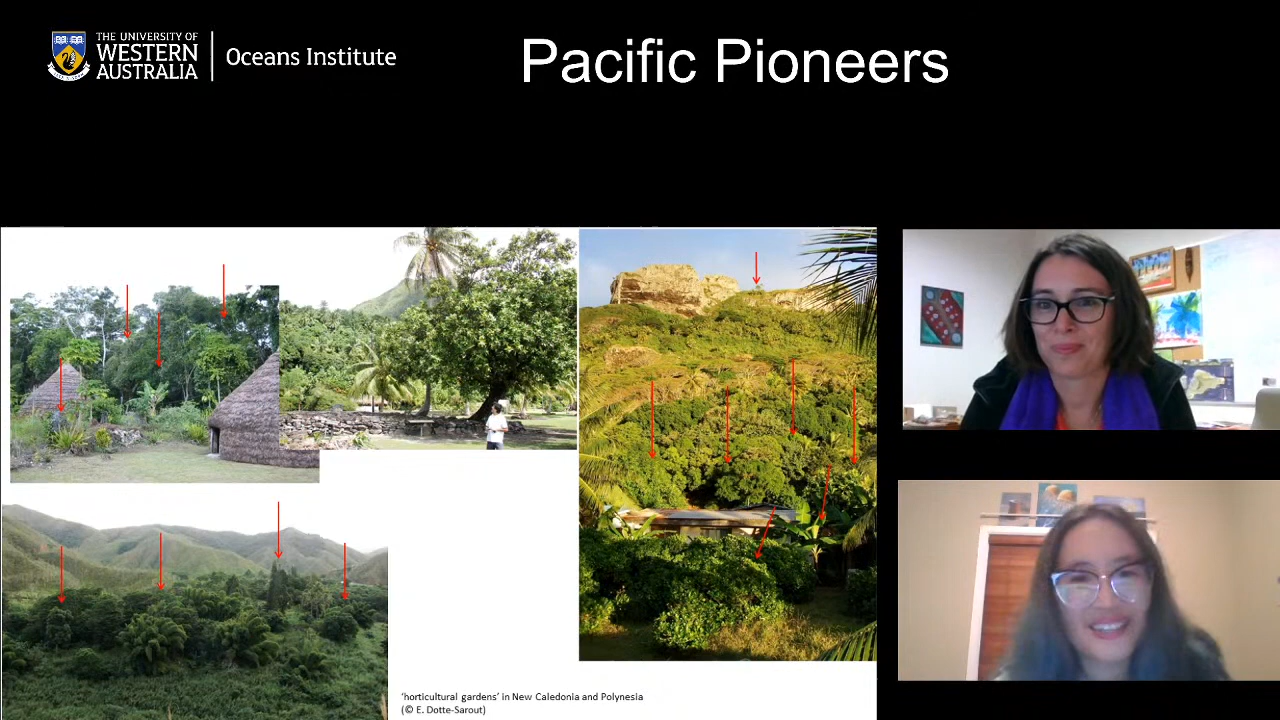 THE UNIVERSITY OF
WESTERN
AUSTRALIA
Oceans Institute
Pacific Pioneers
'horticultural gardens' in New Caledonia and Polynesia
(© E. Dotte-Sarout)